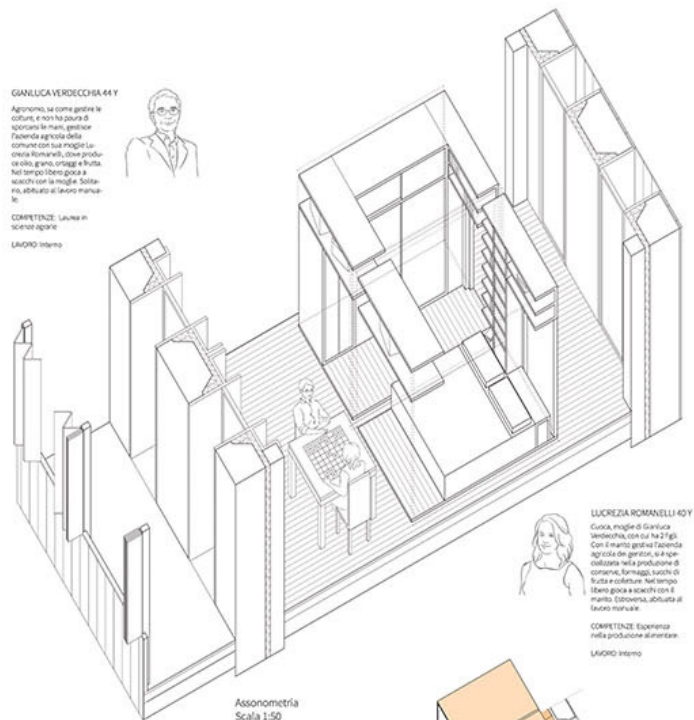 GIANLUCA VERDECCHIA 44 Y
Agronomo, sa come gestire le
colture, e non ha paura di
sporcarsi le mani, gestisce
l'azienda agricola della
comune con sua moglie Lu-
crezia Romanelli, dove produ-
ce olio, grano, ortaggi e frutta.
Nel tempo libero gioca a
scacchi con la moglie. Solita-
rio, abituato al lavoro manua-
le.
COMPETENZE: Laurea in
scienze agrarie
LAVORO: Interno
LUCREZIA ROMANELLI 40 Y
Cuoca, moglie di Gianluca
Verdecchia, con cui ha 2 figli.
Con il marito gestiva l'azienda
agricola dei genitori, si è spe-
cializzata nella produzione di
conserve, formaggi, succhi di
frutta e confetture. Nel tempo
libero gioca a scacchi con il
marito. Estroversa, abituata al
lavoro manuale.
COMPETENZE: Esperienza
nella produzione alimentare.
LAVORO: Interno
Assonometria
Scala 1:50